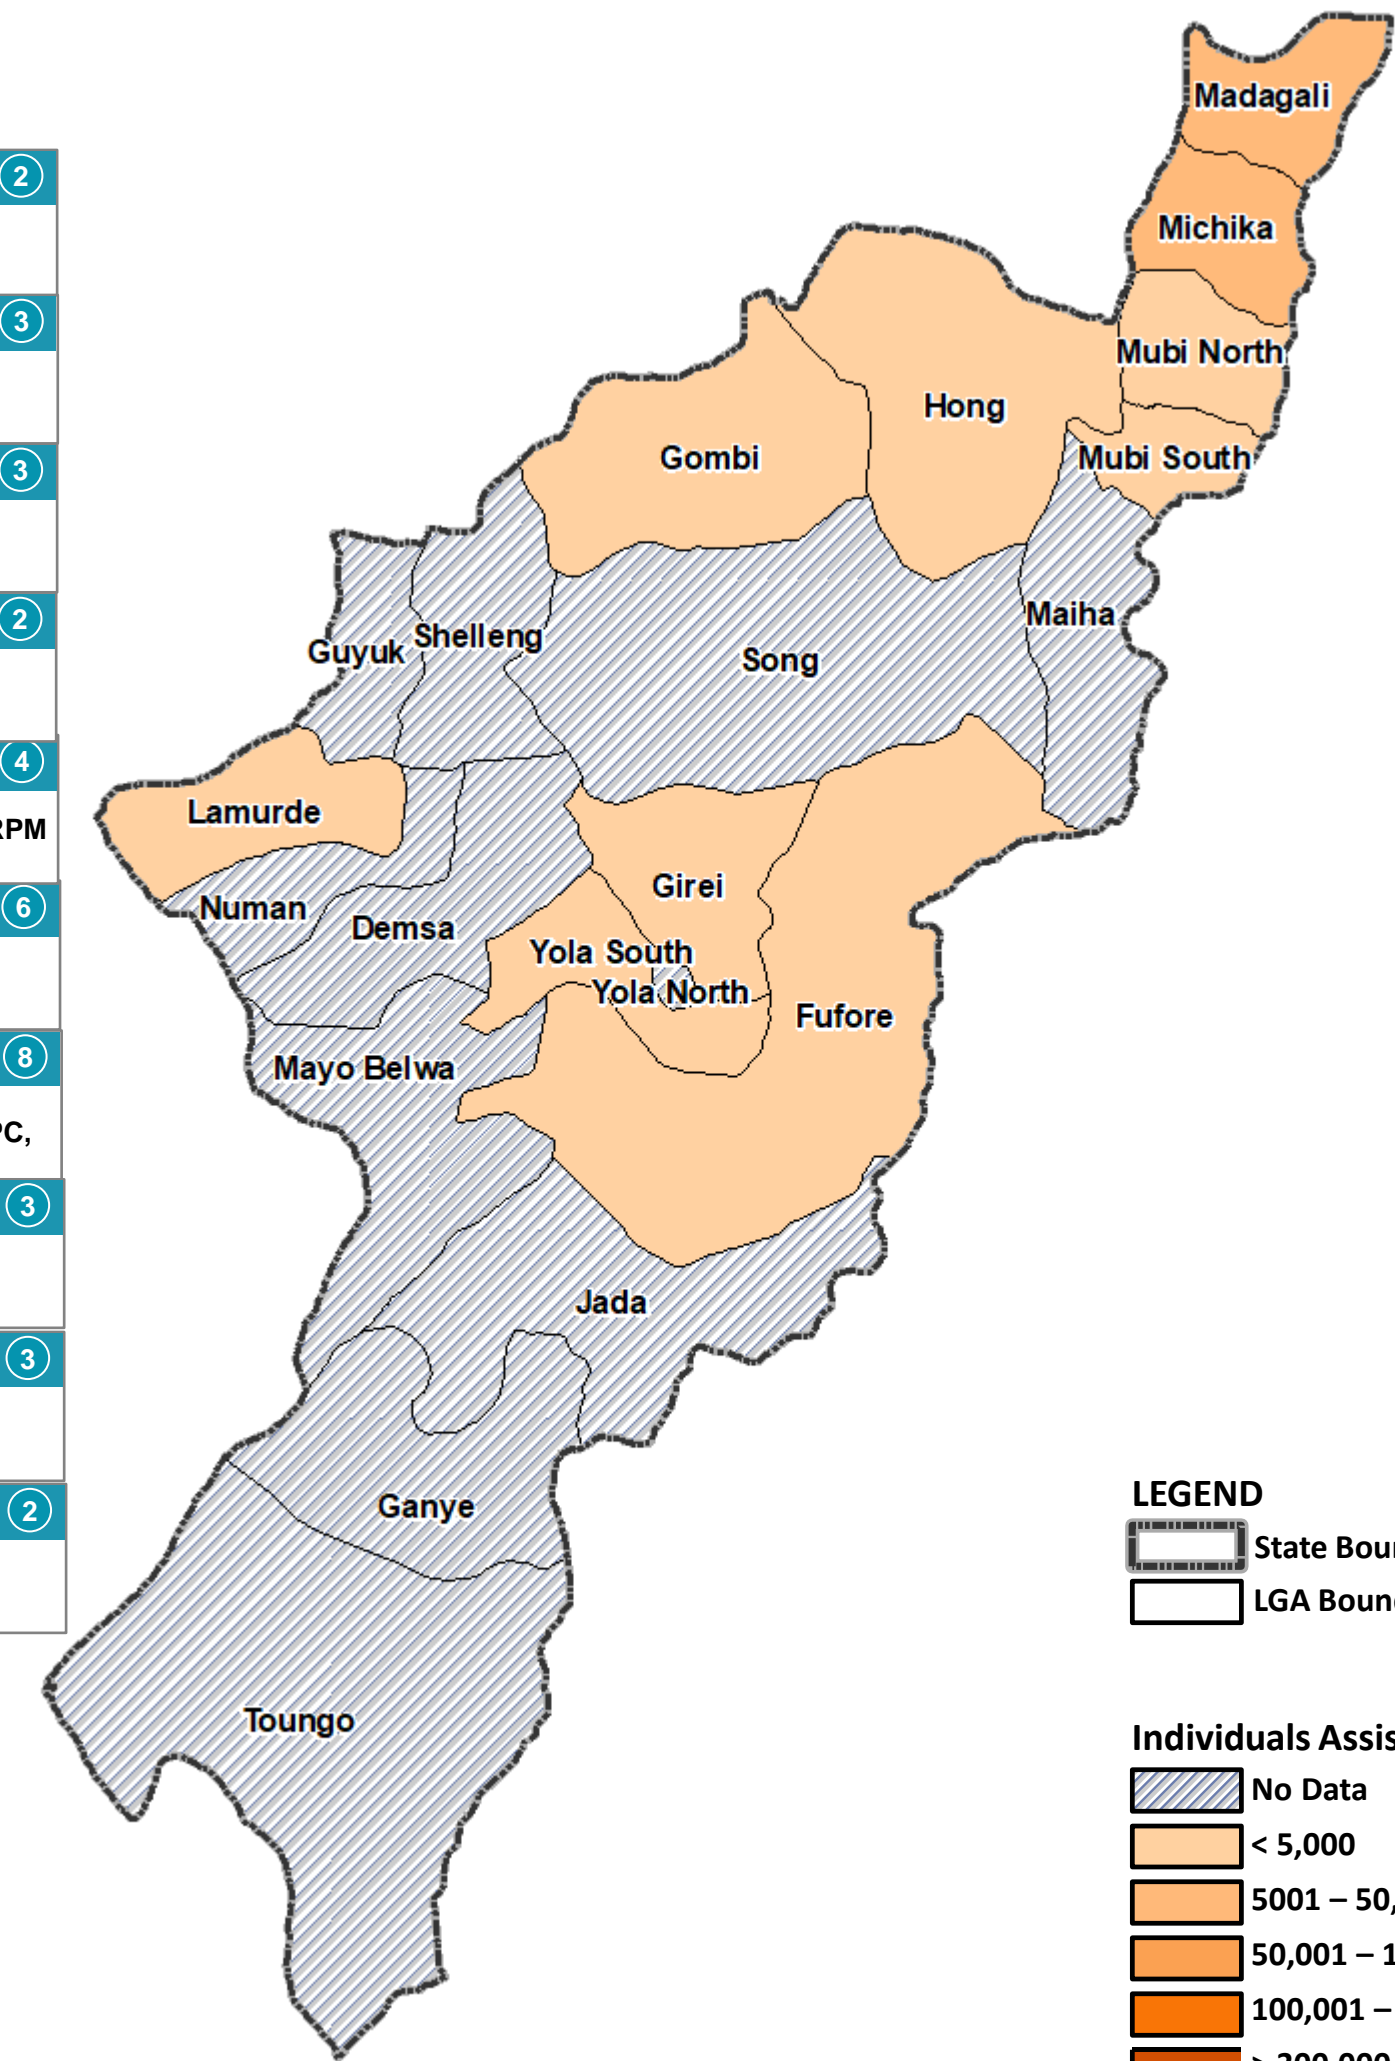 2
3
3
2
4
RPM
6
8
PC,
3
3
2
Madagali
Michika
Mubi North
Hong
Gombi
Mubi South
Maiha
Shelleng
Guyuk
Song
Lamurde
Girei
Numan
Demsa
Yola South
Yola North
Fufore
Mayo Belwa
Jada
Ganye
Toungo
LEGEND
State Boun
LGA Boun
Individuals Assis
No Data
< 5,000
5001 – 50,
50,001 – 1
100,001 –